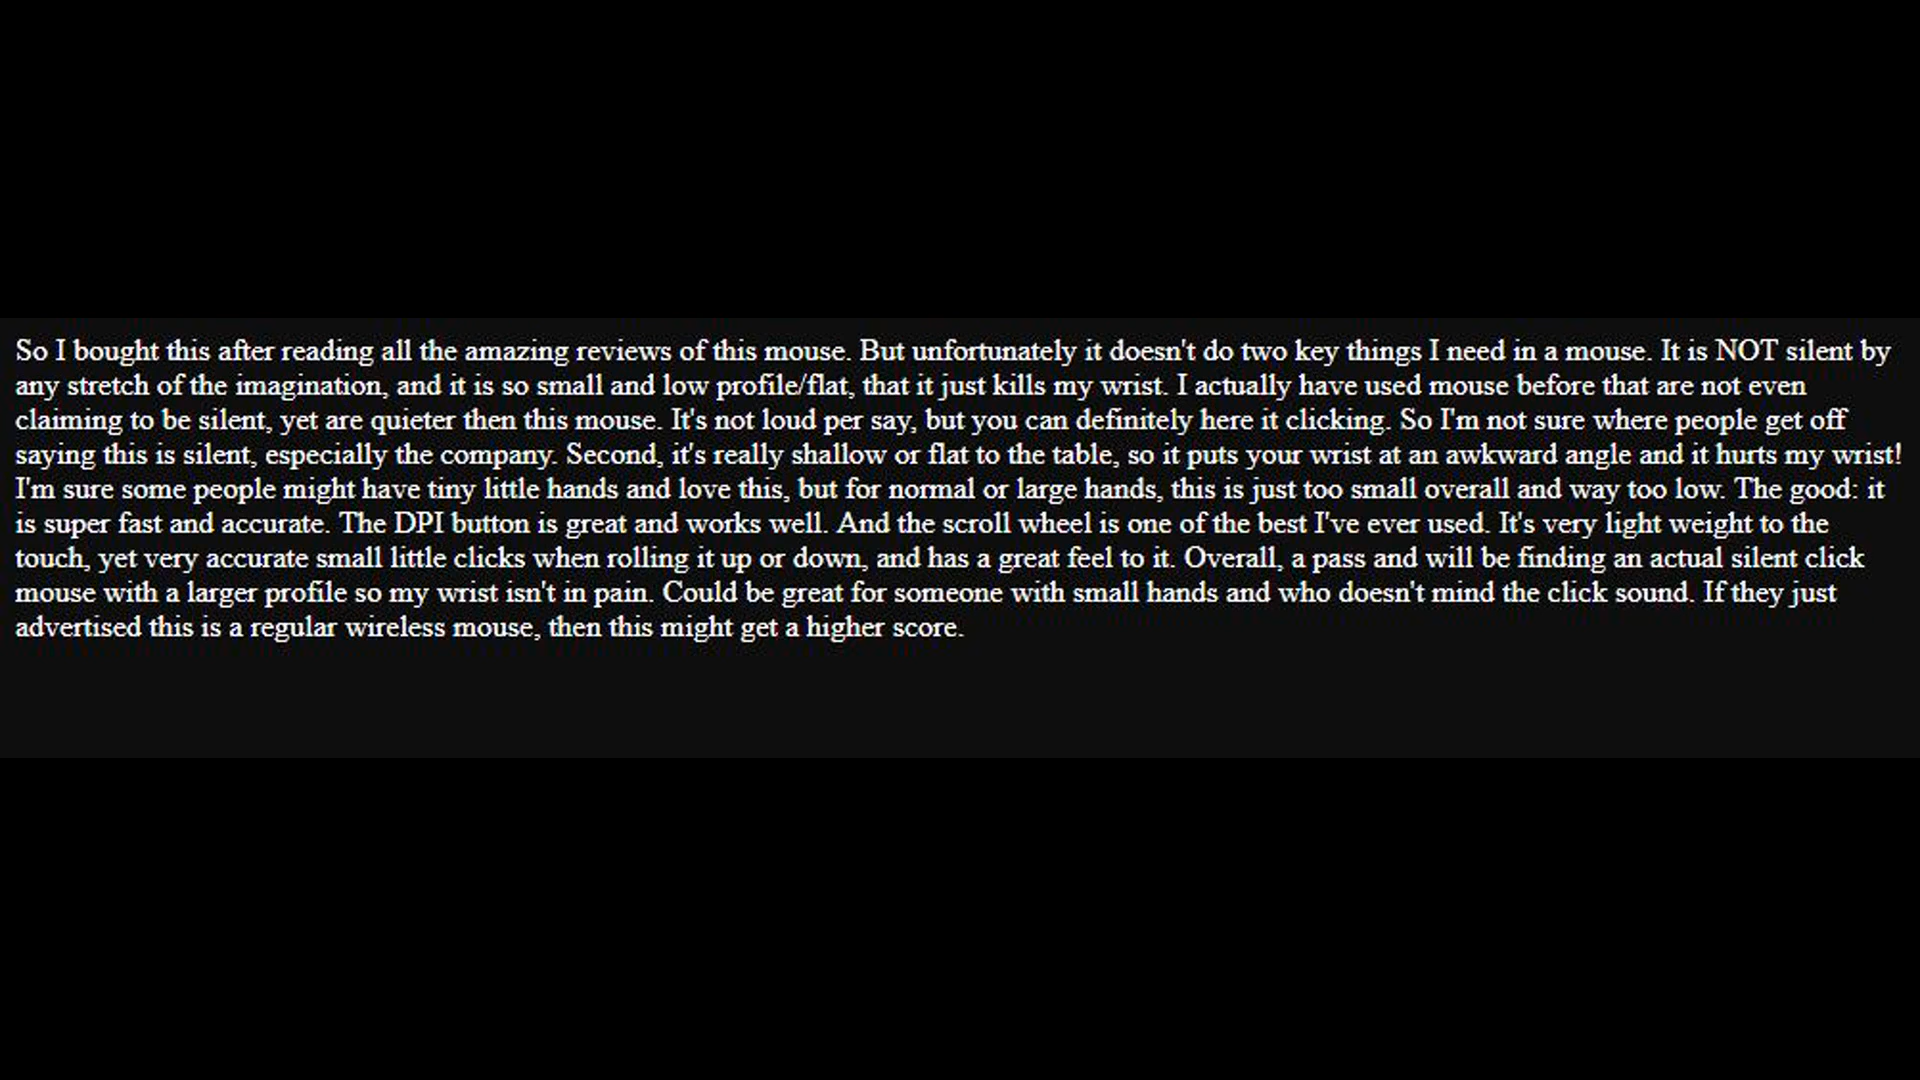 So I bought this after reading all the amazing reviews of this mouse. But unfortunately it doesn't do two key things I need in a mouse. It is NOT silent by
any stretch of the imagination, and it is so small and low profile/flat, that it just kills my wrist. I actually have used mouse before that are not even
claiming to be silent, yet are quieter then this mouse. It's not loud per say, but you can definitely here it clicking. So I'm not sure where people get off
saying this is silent, especially the company. Second, it's really shallow or flat to the table, so it puts your wrist at an awkward angle and it hurts my wrist!
I'm sure some people might have tiny little hands and love this, but for normal or large hands, this is just too small overall and way too low. The good: it
is super fast and accurate. The DPI button is great and works well. And the scroll wheel is one of the best I've ever used. It's very light weight to the
touch, yet very accurate small little clicks when rolling it up or down, and has a great feel to it. Overall, a pass and will be finding an actual silent click
mouse with a larger profile so my wrist isn't in pain. Could be great for someone with small hands and who doesn't mind the click sound. If they just
advertised this is a regular wireless mouse, then this might get a higher score.